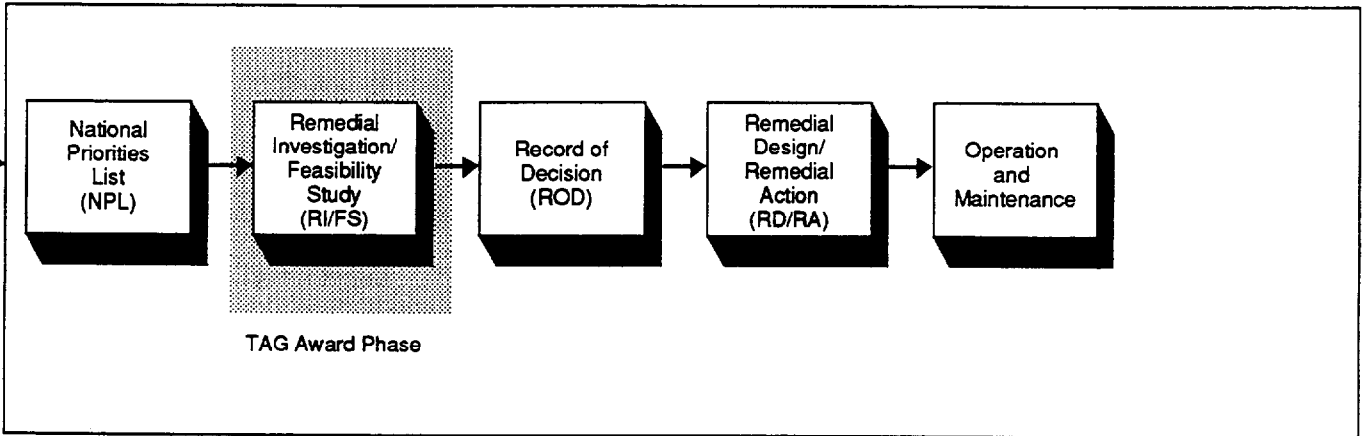 National
Priorities
List
(NPL)
Remedial
Investigation/
Feasibility
Study
(RI/FS)
Record of
Decision
(ROD)
Remedial
Design/
Remedial
Action
(RD/RA)
Operation
and
Maintenance
TAG Award Phase